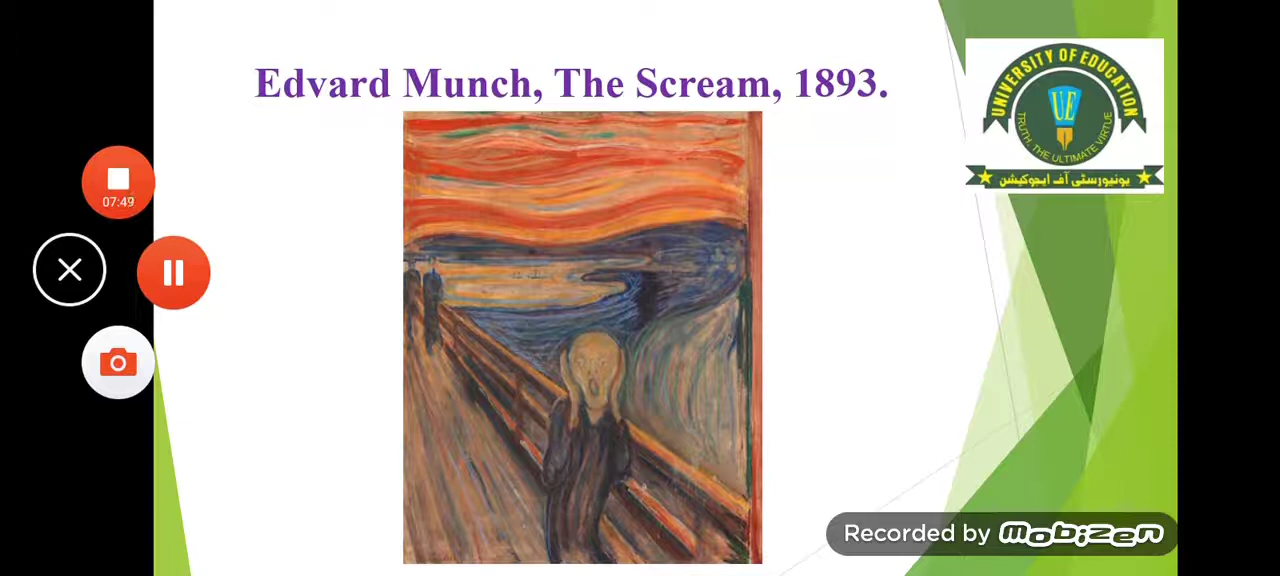 Edvard Munch, The Scream, 1893.
UNIVERSITY OF EDUCATION
UE
TRUTH, THE ULTIMATE VIRTUE
یونیورسٹی آف ایجوکیشن
07:49
Recorded by Mobizen